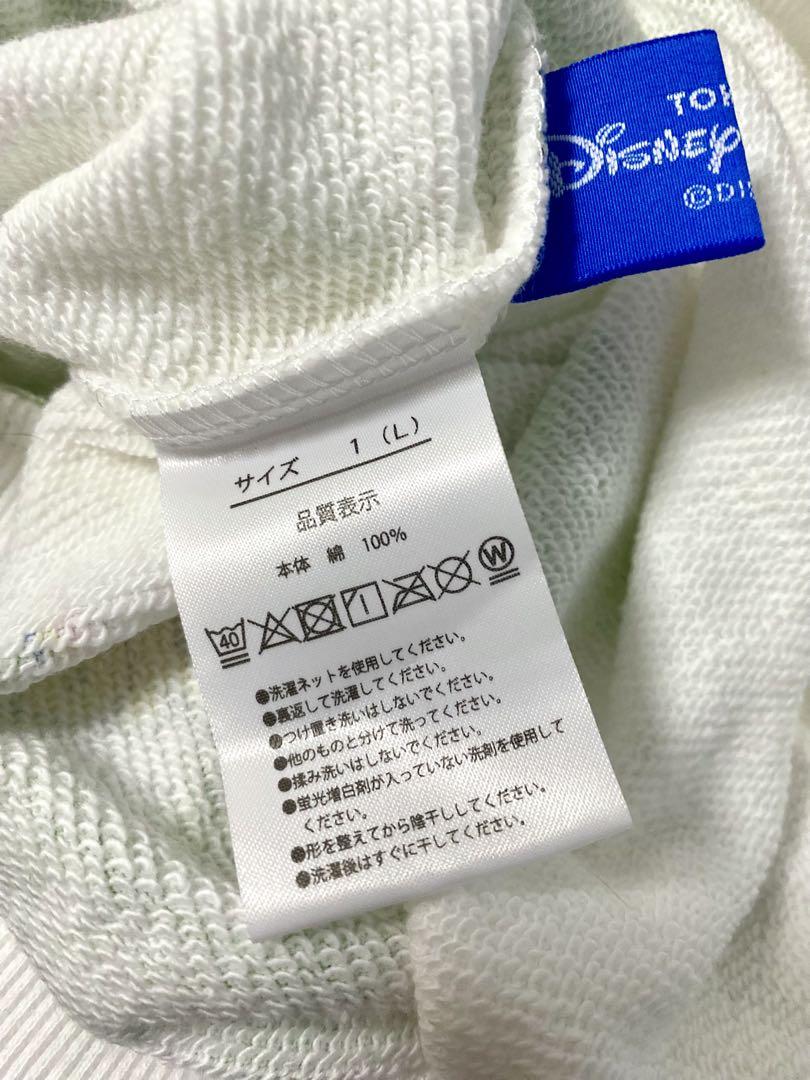 TOK
Disney
©DIS
サイズ 1 (L)
品質表示
本体 綿 100%
40 W
●洗濯ネットを使用してください。
●裏返して洗濯してください。
●つけ置き洗いはしないでください。
●他のものと分けて洗ってください。
●揉み洗いはしないでください。
●蛍光増白剤が入っていない洗剤を使用して
ください。
●形を整えてから陰干ししてください。
●洗濯後はすぐに干してください。